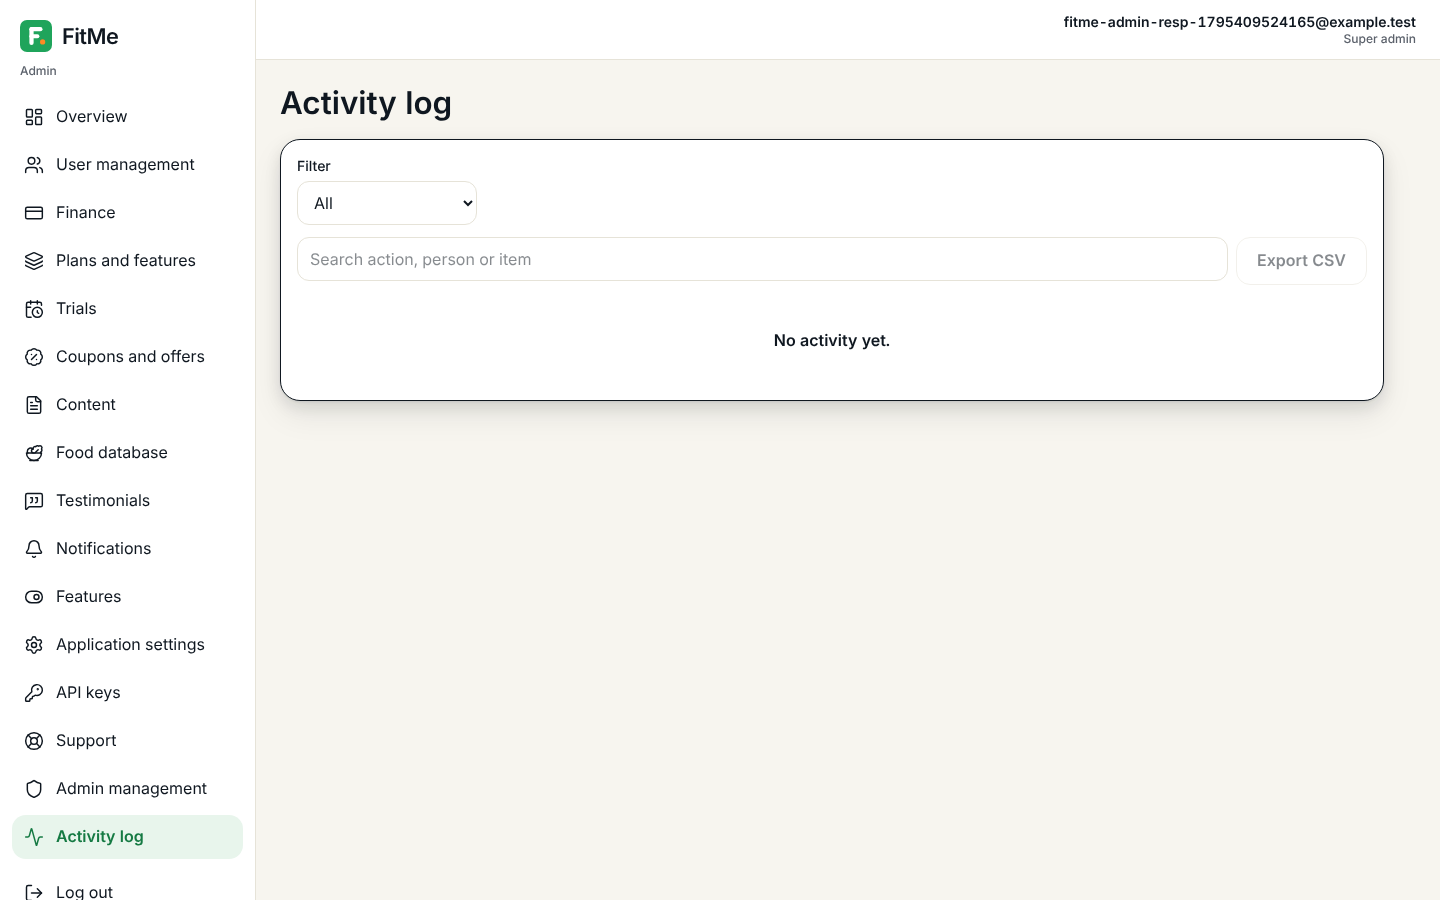 FitMe
Admin
Overview
User management
Finance
Plans and features
Trials
Coupons and offers
Content
Food database
Testimonials
Notifications
Features
Application settings
API keys
Support
Admin management
Activity log
Log out
fitme-admin-resp-1795409524165@example.test
Super admin
Activity log
Filter
All
Search action, person or item
Export CSV
No activity yet.